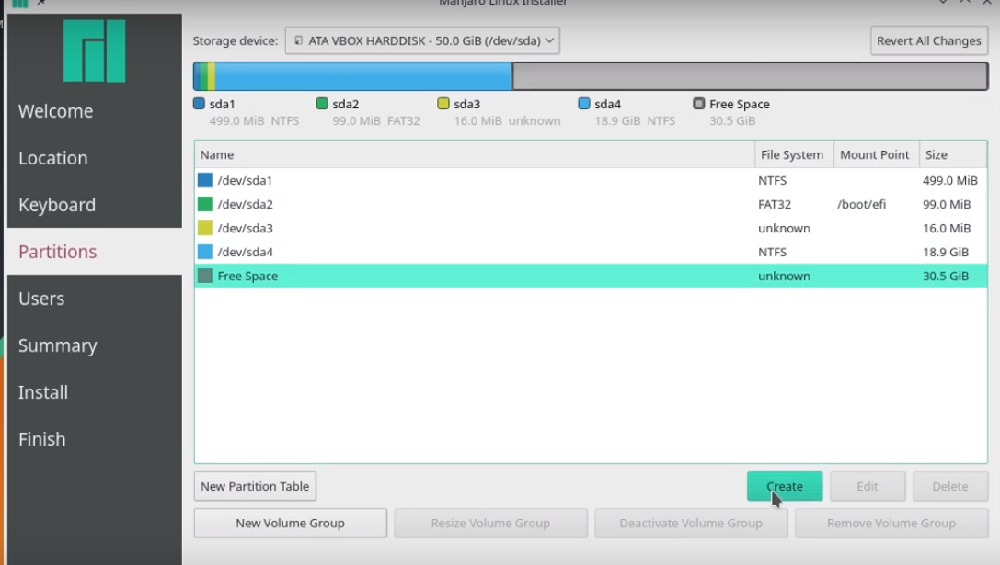 Manjaro Linux Installer
Storage device: ATA VBOX HARDDISK - 50.0 GiB (/dev/sda) Revert All Changes
sda1 sda2 sda3 sda4 Free Space
499.0 MiB NTFS 99.0 MiB FAT32 16.0 MiB unknown 18.9 GiB NTFS 30.5 GiB
Welcome
Location
Keyboard
Partitions
Users
Summary
Install
Finish
Name File System Mount Point Size
/dev/sda1 NTFS 499.0 MiB
/dev/sda2 FAT32 /boot/efi 99.0 MiB
/dev/sda3 unknown 16.0 MiB
/dev/sda4 NTFS 18.9 GiB
Free Space unknown 30.5 GiB
New Partition Table Create Edit Delete
New Volume Group Resize Volume Group Deactivate Volume Group Remove Volume Group